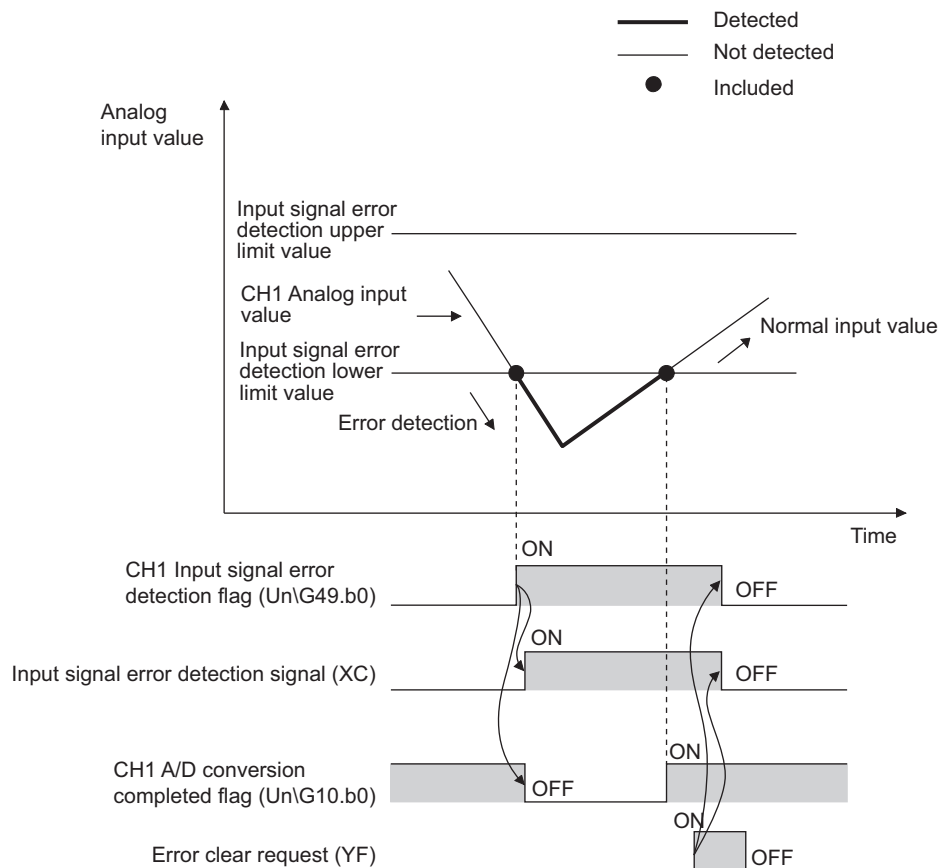 Detected
Not detected
Included
Analog
input value
Input signal error
detection upper
limit value
CH1 Analog input
value
Normal input value
Input signal error
detection lower
limit value
Error detection
Time
ON
CH1 Input signal error
detection flag (Un\G49.b0)
OFF
ON
Input signal error detection signal (XC)
OFF
ON
CH1 A/D conversion
completed flag (Un\G10.b0)
OFF
ON
Error clear request (YF)
OFF